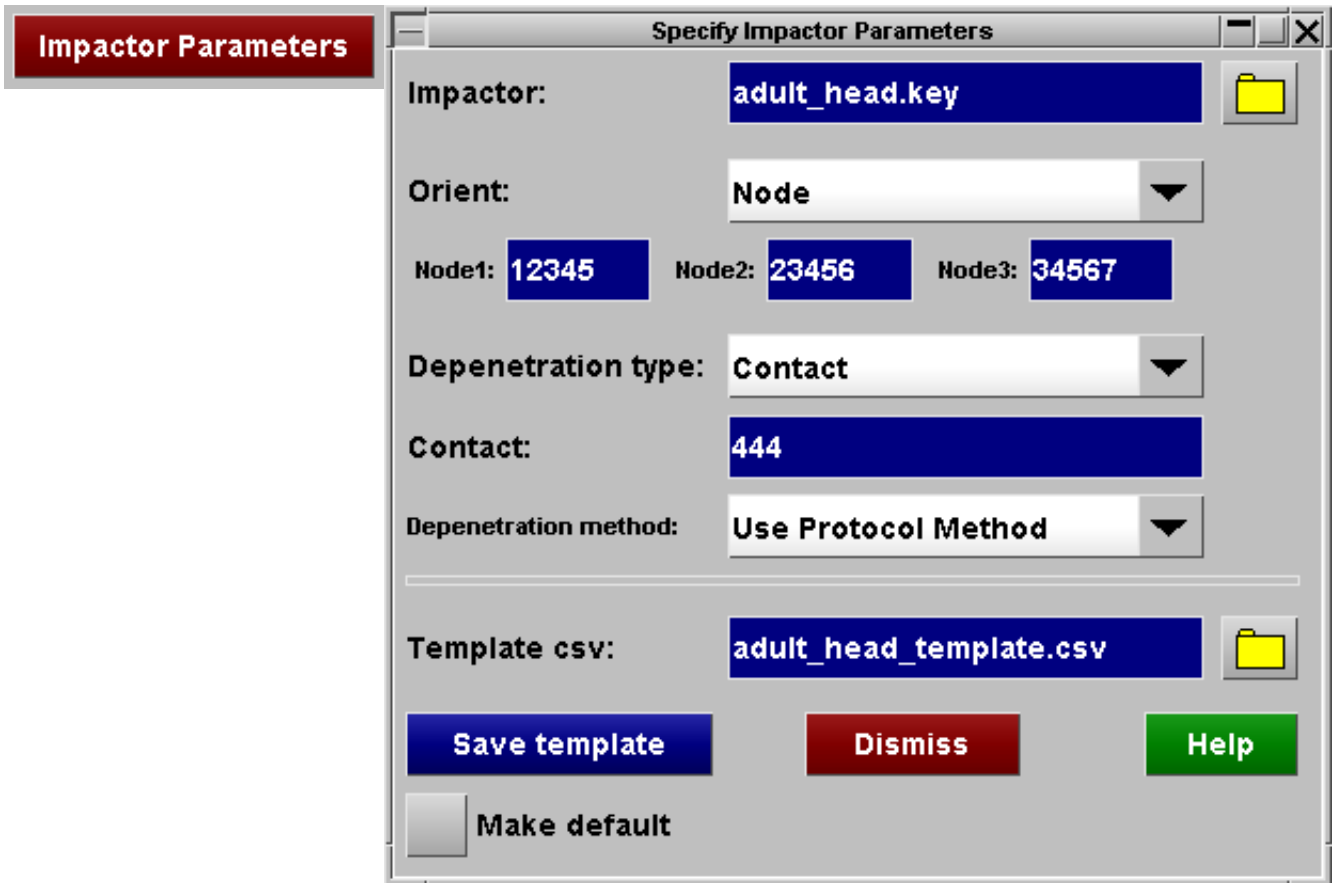 Impactor Parameters
Specify Impactor Parameters
Impactor: adult_head.key
Orient: Node
Node1: 12345 Node2: 23456 Node3: 34567
Depenetration type: Contact
Contact: 444
Depenetration method: Use Protocol Method
Template csv: adult_head_template.csv
Save template Dismiss Help
Make default